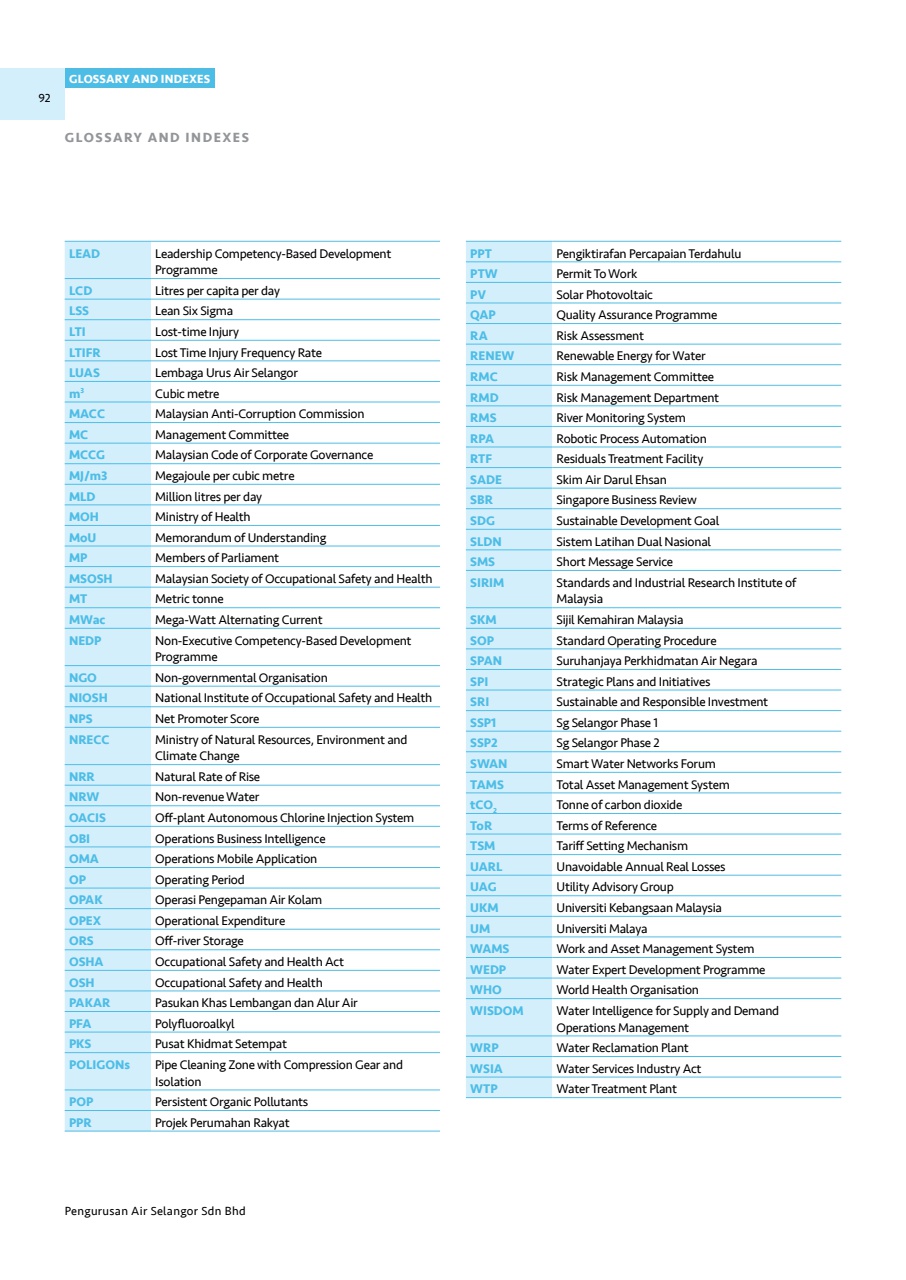 GLOSSARY AND INDEXES
92
GLOSSARY AND INDEXES
LEAD Leadership Competency-Based Development
Programme
LCD Litres per capita per day
LSS Lean Six Sigma
LTI Lost-time Injury
LTIFR Lost Time Injury Frequency Rate
LUAS Lembaga Urus Air Selangor
m³ Cubic metre
MACC Malaysian Anti-Corruption Commission
MC Management Committee
MCCG Malaysian Code of Corporate Governance
MJ/m3 Megajoule per cubic metre
MLD Million litres per day
MOH Ministry of Health
MoU Memorandum of Understanding
MP Members of Parliament
MSOSH Malaysian Society of Occupational Safety and Health
MT Metric tonne
MWac Mega-Watt Alternating Current
NEDP Non-Executive Competency-Based Development
Programme
NGO Non-governmental Organisation
NIOSH National Institute of Occupational Safety and Health
NPS Net Promoter Score
NRECC Ministry of Natural Resources, Environment and
Climate Change
NRR Natural Rate of Rise
NRW Non-revenue Water
OACIS Off-plant Autonomous Chlorine Injection System
OBI Operations Business Intelligence
OMA Operations Mobile Application
OP Operating Period
OPAK Operasi Pengepaman Air Kolam
OPEX Operational Expenditure
ORS Off-river Storage
OSHA Occupational Safety and Health Act
OSH Occupational Safety and Health
PAKAR Pasukan Khas Lembangan dan Alur Air
PFA Polyfluoroalkyl
PKS Pusat Khidmat Setempat
POLIGONs Pipe Cleaning Zone with Compression Gear and
Isolation
POP Persistent Organic Pollutants
PPR Projek Perumahan Rakyat
PPT Pengiktirafan Percapaian Terdahulu
PTW Permit To Work
PV Solar Photovoltaic
QAP Quality Assurance Programme
RA Risk Assessment
RENEW Renewable Energy for Water
RMC Risk Management Committee
RMD Risk Management Department
RMS River Monitoring System
RPA Robotic Process Automation
RTF Residuals Treatment Facility
SADE Skim Air Darul Ehsan
SBR Singapore Business Review
SDG Sustainable Development Goal
SLDN Sistem Latihan Dual Nasional
SMS Short Message Service
SIRIM Standards and Industrial Research Institute of
Malaysia
SKM Sijil Kemahiran Malaysia
SOP Standard Operating Procedure
SPAN Suruhanjaya Perkhidmatan Air Negara
SPI Strategic Plans and Initiatives
SRI Sustainable and Responsible Investment
SSP1 Sg Selangor Phase 1
SSP2 Sg Selangor Phase 2
SWAN Smart Water Networks Forum
TAMS Total Asset Management System
tCO₂ Tonne of carbon dioxide
ToR Terms of Reference
TSM Tariff Setting Mechanism
UARL Unavoidable Annual Real Losses
UAG Utility Advisory Group
UKM Universiti Kebangsaan Malaysia
UM Universiti Malaya
WAMS Work and Asset Management System
WEDP Water Expert Development Programme
WHO World Health Organisation
WISDOM Water Intelligence for Supply and Demand
Operations Management
WRP Water Reclamation Plant
WSIA Water Services Industry Act
WTP Water Treatment Plant
Pengurusan Air Selangor Sdn Bhd